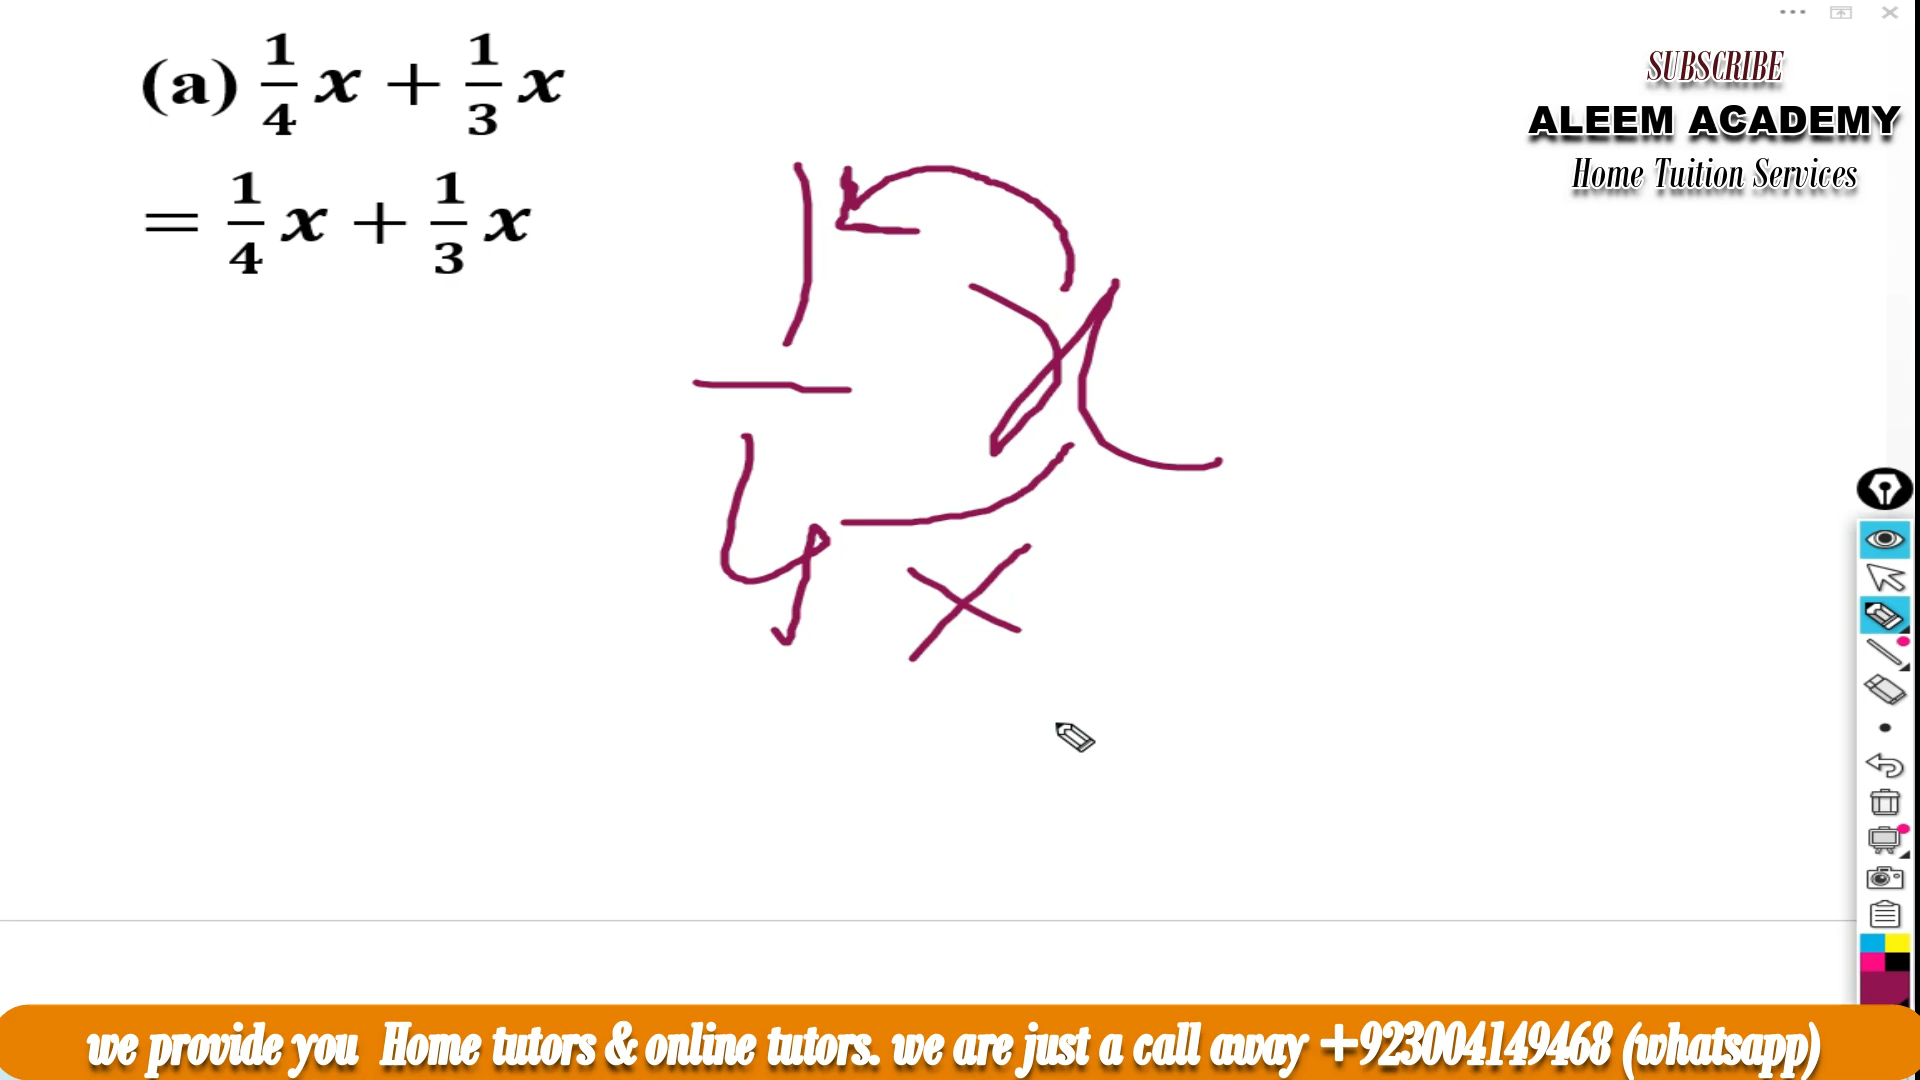 (a) 1/4 x + 1/3 x
= 1/4 x + 1/3 x
SUBSCRIBE
ALEEM ACADEMY
Home Tuition Services
1/4 x
x
we provide you Home tutors & online tutors. we are just a call away +923004149468 (whatsapp)